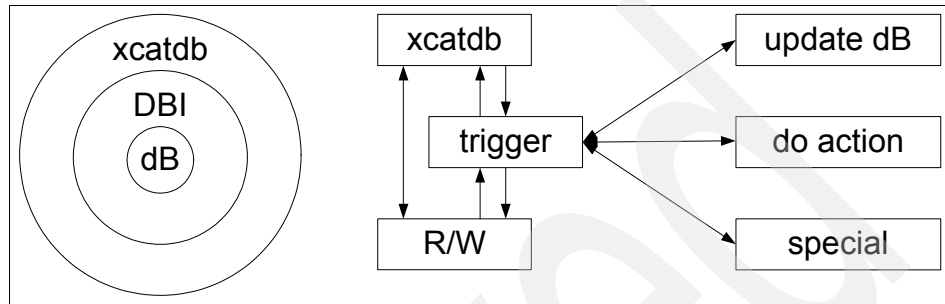 xcatdb
DBI
dB
xcatdb
trigger
R/W
update dB
do action
special